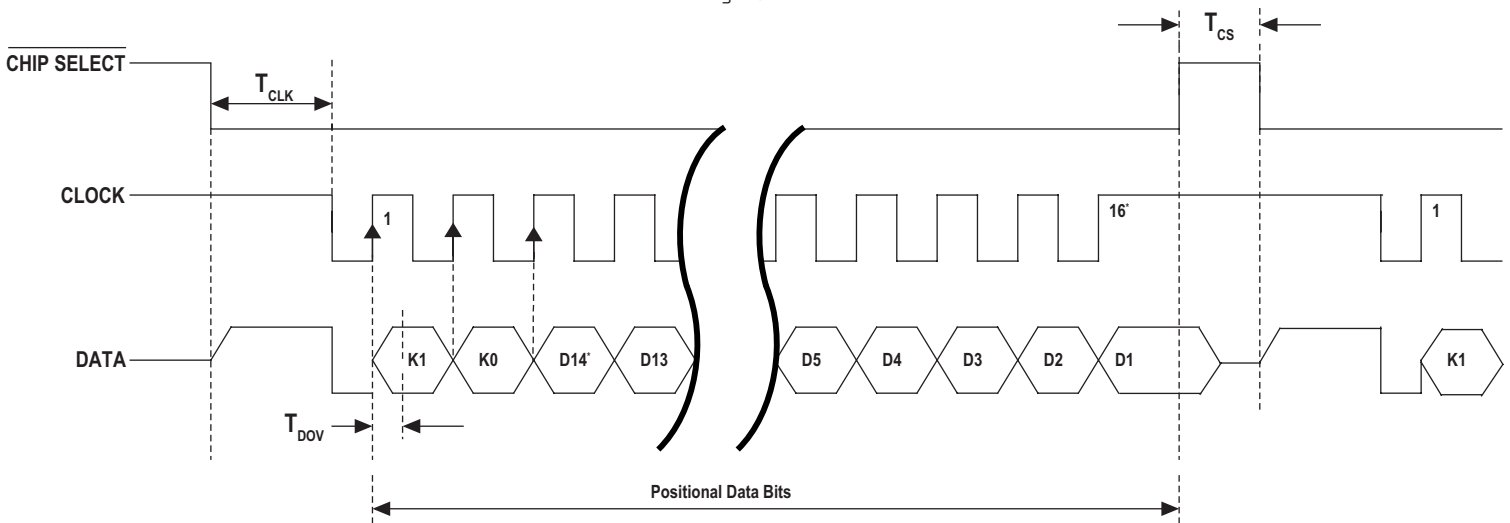 T_CS
CHIP SELECT
T_CLK
CLOCK
1
16*
1
DATA
K1 K0 D14* D13 D5 D4 D3 D2 D1 K1
T_DOV
Positional Data Bits